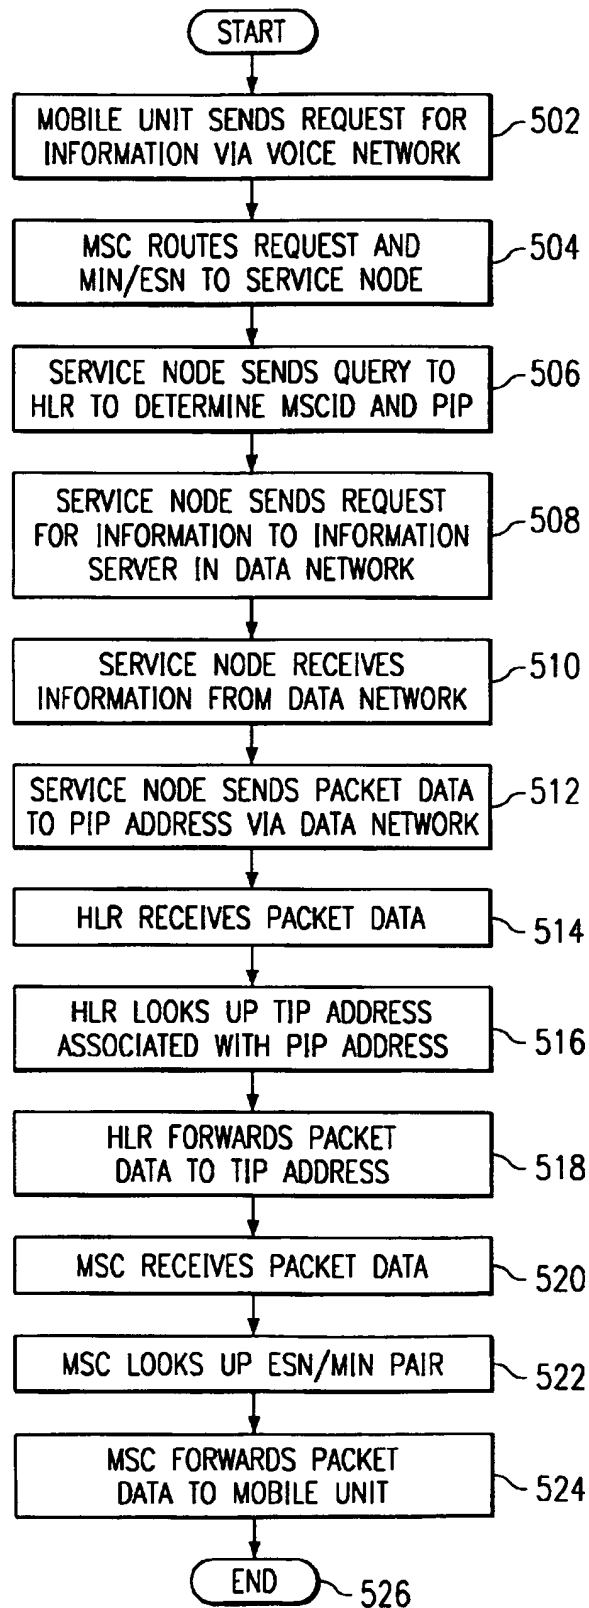 START
MOBILE UNIT SENDS REQUEST FOR
INFORMATION VIA VOICE NETWORK
502
MSC ROUTES REQUEST AND
MIN/ESN TO SERVICE NODE
504
SERVICE NODE SENDS QUERY TO
HLR TO DETERMINE MSCID AND PIP
506
SERVICE NODE SENDS REQUEST
FOR INFORMATION TO INFORMATION
SERVER IN DATA NETWORK
508
SERVICE NODE RECEIVES
INFORMATION FROM DATA NETWORK
510
SERVICE NODE SENDS PACKET DATA
TO PIP ADDRESS VIA DATA NETWORK
512
HLR RECEIVES PACKET DATA
514
HLR LOOKS UP TIP ADDRESS
ASSOCIATED WITH PIP ADDRESS
516
HLR FORWARDS PACKET
DATA TO TIP ADDRESS
518
MSC RECEIVES PACKET DATA
520
MSC LOOKS UP ESN/MIN PAIR
522
MSC FORWARDS PACKET
DATA TO MOBILE UNIT
524
END
526